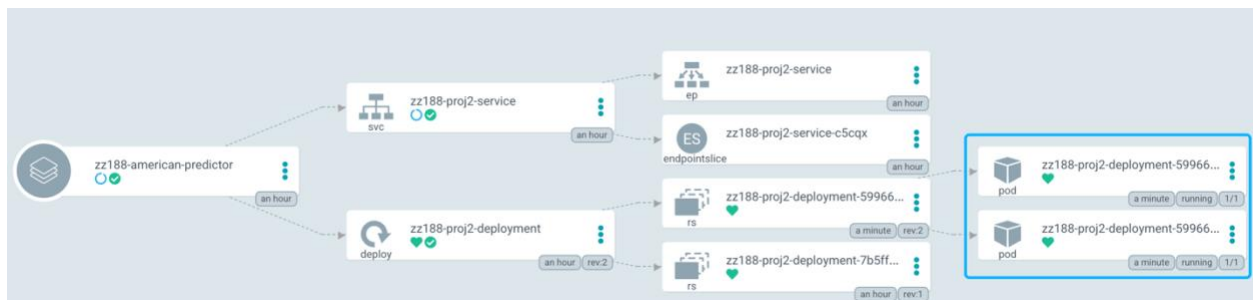 zz188-american-predictor
an hour
zz188-proj2-service
svc
an hour
zz188-proj2-deployment
deploy
an hour rev:2
zz188-proj2-service
ep
an hour
ES
zz188-proj2-service-c5cqx
endpointslice
an hour
zz188-proj2-deployment-59966...
rs
a minute rev:2
zz188-proj2-deployment-7b5ff...
rs
an hour rev:1
zz188-proj2-deployment-59966...
pod
a minute running 1/1
zz188-proj2-deployment-59966...
pod
a minute running 1/1